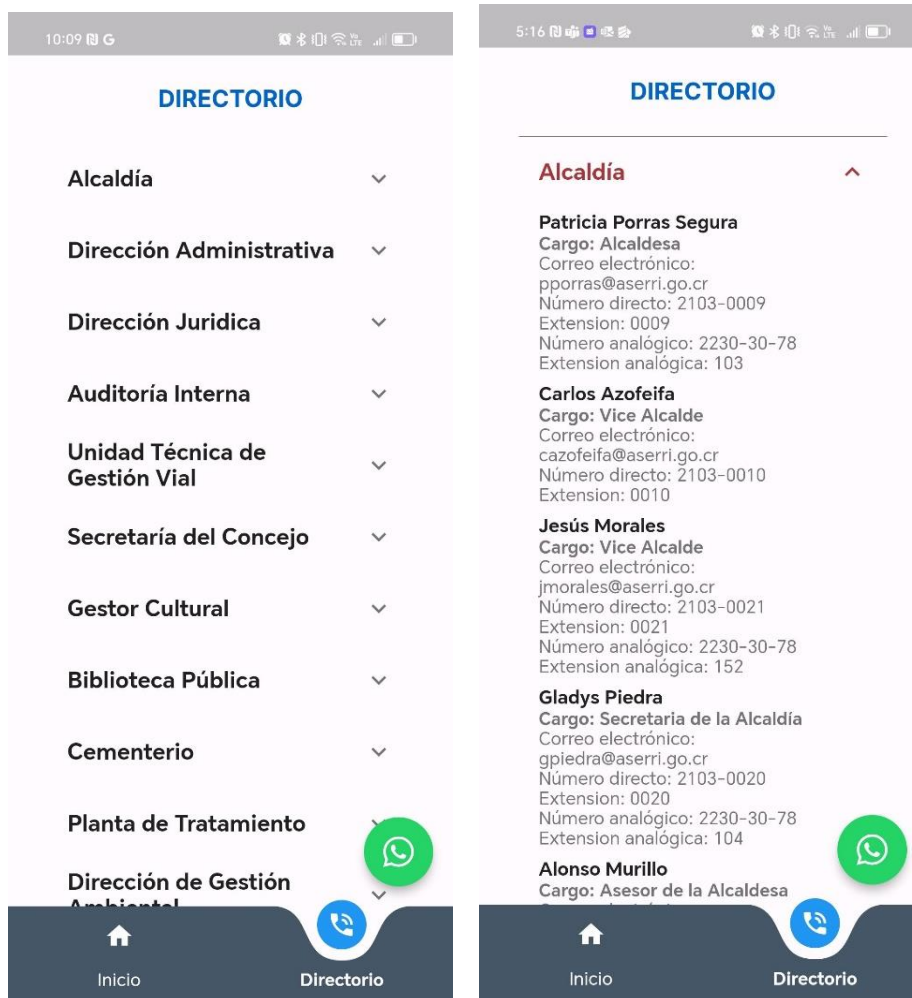 10:09 G
DIRECTORIO
Alcaldía
Dirección Administrativa
Dirección Juridica
Auditoría Interna
Unidad Técnica de
Gestión Vial
Secretaría del Concejo
Gestor Cultural
Biblioteca Pública
Cementerio
Planta de Tratamiento
Dirección de Gestión
Ambiental
Inicio
Directorio
5:16
DIRECTORIO
Alcaldía
Patricia Porras Segura
Cargo: Alcaldesa
Correo electrónico:
pporras@aserri.go.cr
Número directo: 2103-0009
Extension: 0009
Número analógico: 2230-30-78
Extension analógica: 103
Carlos Azofeifa
Cargo: Vice Alcalde
Correo electrónico:
cazofeifa@aserri.go.cr
Número directo: 2103-0010
Extension: 0010
Jesús Morales
Cargo: Vice Alcalde
Correo electrónico:
jmorales@aserri.go.cr
Número directo: 2103-0021
Extension: 0021
Número analógico: 2230-30-78
Extension analógica: 152
Gladys Piedra
Cargo: Secretaria de la Alcaldía
Correo electrónico:
gpiedra@aserri.go.cr
Número directo: 2103-0020
Extension: 0020
Número analógico: 2230-30-78
Extension analógica: 104
Alonso Murillo
Cargo: Asesor de la Alcaldesa
Inicio
Directorio